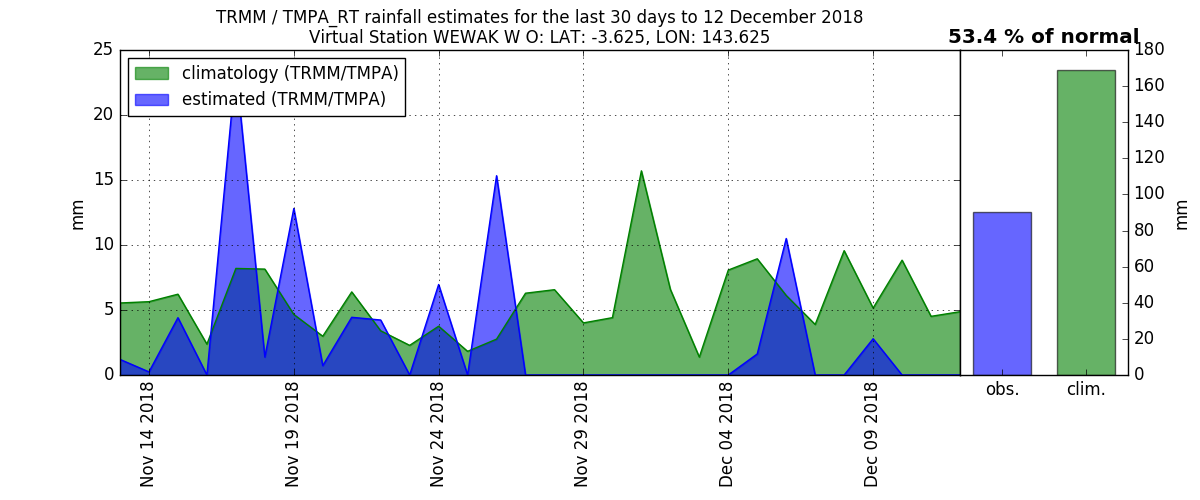 TRMM / TMPA_RT rainfall estimates for the last 30 days to 12 December 2018
Virtual Station WEWAK W O: LAT: -3.625, LON: 143.625
53.4 % of normal
climatology (TRMM/TMPA)
estimated (TRMM/TMPA)
25
20
15
10
5
0
mm
Nov 14 2018
Nov 19 2018
Nov 24 2018
Nov 29 2018
Dec 04 2018
Dec 09 2018
180
160
140
120
100
80
60
40
20
0
mm
obs.
clim.